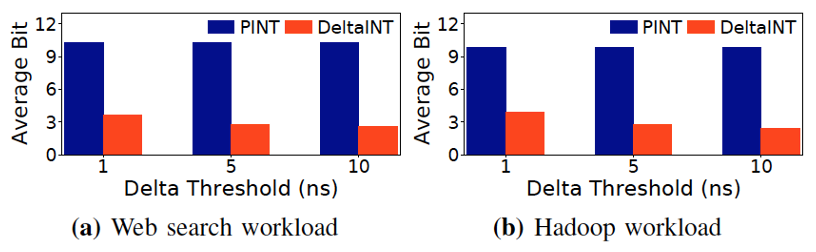 PINT DeltaINT
12
9
6
3
0
Average Bit
1 5 10
Delta Threshold (ns)
(a) Web search workload
PINT DeltaINT
12
9
6
3
0
Average Bit
1 5 10
Delta Threshold (ns)
(b) Hadoop workload